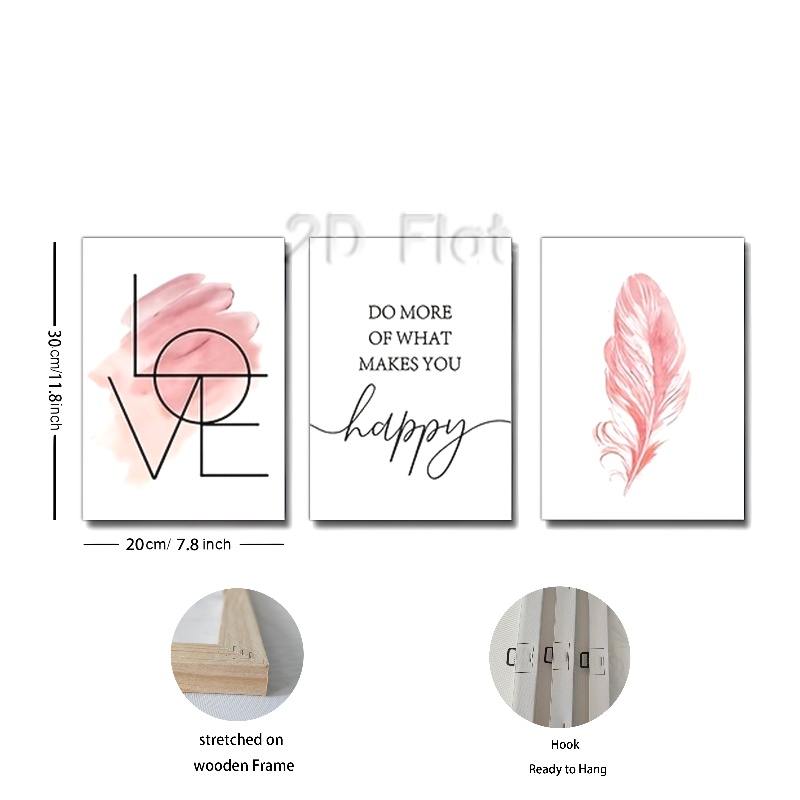 2D Flat
LOVE
DO MORE
OF WHAT
MAKES YOU
happy
30cm/11.8inch
20cm/ 7.8 inch
stretched on
wooden Frame
Hook
Ready to Hang